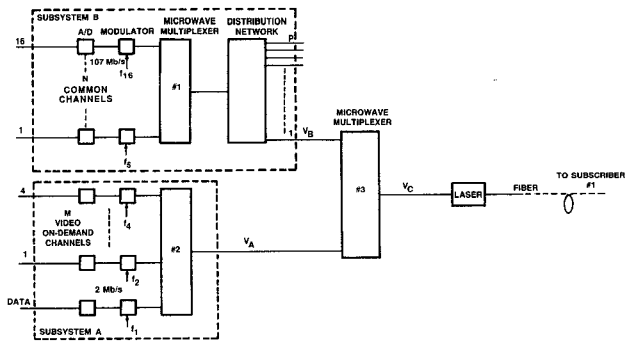 SUBSYSTEM B
A/D MODULATOR
MICROWAVE
MULTIPLEXER
DISTRIBUTION
NETWORK
16
P
107 Mb/s
f16
N
COMMON
CHANNELS
#1
1
f5
1
VB
MICROWAVE
MULTIPLEXER
#3
VC
LASER
FIBER
TO SUBSCRIBER
#1
4
f4
M
VIDEO
ON-DEMAND
CHANNELS
#2
VA
1
f2
2 Mb/s
DATA
f1
SUBSYSTEM A